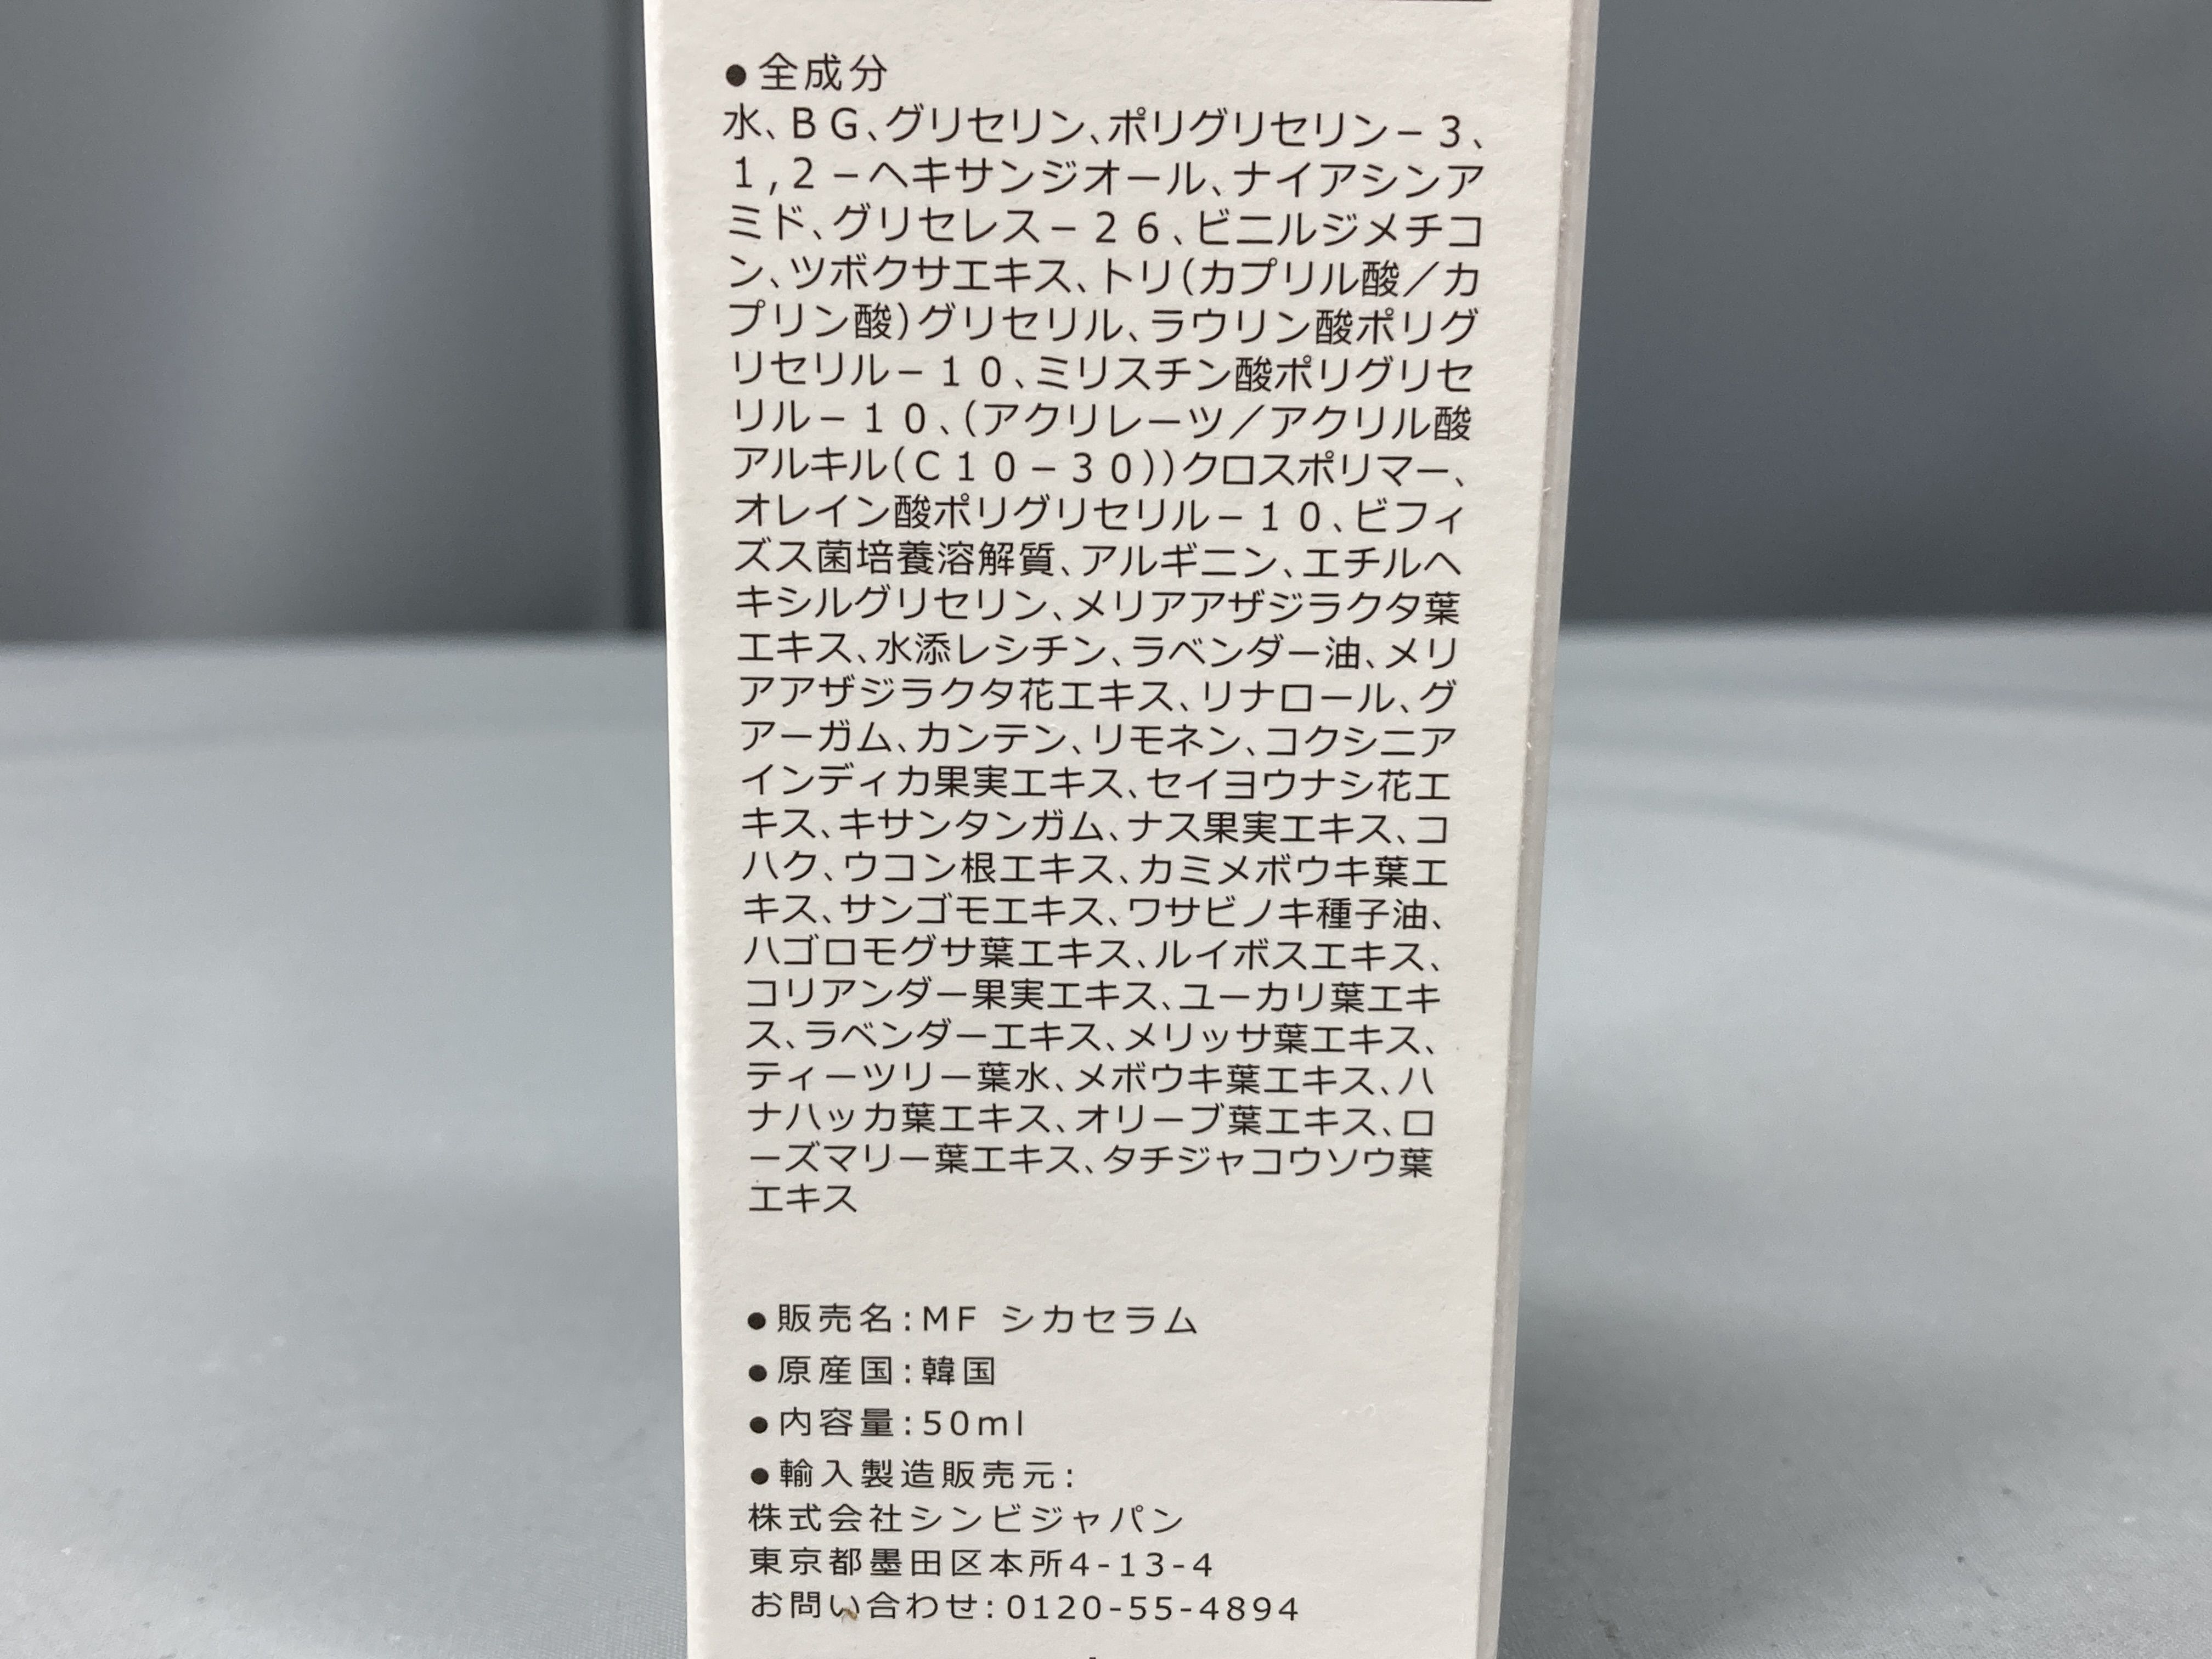 ●全成分
水、BG、グリセリン、ポリグリセリン−3、
1,2−ヘキサンジオール、ナイアシンア
ミド、グリセレス−26、ビニルジメチコ
ン、ツボクサエキス、トリ(カプリル酸／カ
プリン酸)グリセリル、ラウリン酸ポリグ
リセリル−10、ミリスチン酸ポリグリセ
リル−10、(アクリレーツ／アクリル酸
アルキル(C10−30))クロスポリマー、
オレイン酸ポリグリセリル−10、ビフィ
ズス菌培養溶解質、アルギニン、エチルヘ
キシルグリセリン、メリアアザジラクタ葉
エキス、水添レシチン、ラベンダー油、メリ
アアザジラクタ花エキス、リナロール、グ
アーガム、カンテン、リモネン、コクシニア
インディカ果実エキス、セイヨウナシ花エ
キス、キサンタンガム、ナス果実エキス、コ
ハク、ウコン根エキス、カミメボウキ葉エ
キス、サンゴモエキス、ワサビノキ種子油、
ハゴロモグサ葉エキス、ルイボスエキス、
コリアンダー果実エキス、ユーカリ葉エキ
ス、ラベンダーエキス、メリッサ葉エキス、
ティーツリー葉水、メボウキ葉エキス、ハ
ナハッカ葉エキス、オリーブ葉エキス、ロ
ーズマリー葉エキス、タチジャコウソウ葉
エキス
●販売名:MF シカセラム
●原産国:韓国
●内容量:50ml
●輸入製造販売元:
株式会社シンビジャパン
東京都墨田区本所4-13-4
お問い合わせ:0120-55-4894